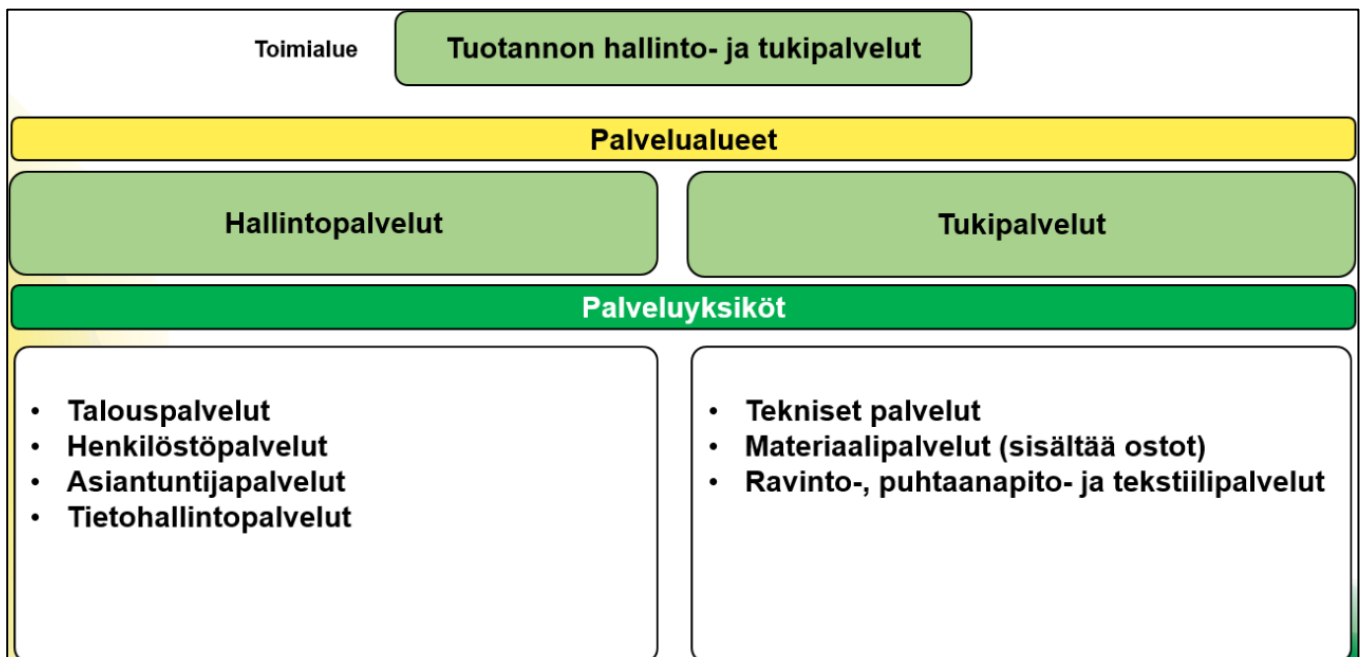 Toimialue
Tuotannon hallinto- ja tukipalvelut
Palvelualueet
Hallintopalvelut
Tukipalvelut
Palveluyksiköt
• Talouspalvelut
• Henkilöstöpalvelut
• Asiantuntijapalvelut
• Tietohallintopalvelut
• Tekniset palvelut
• Materiaalipalvelut (sisältää ostot)
• Ravinto-, puhtaanapito- ja tekstiilipalvelut